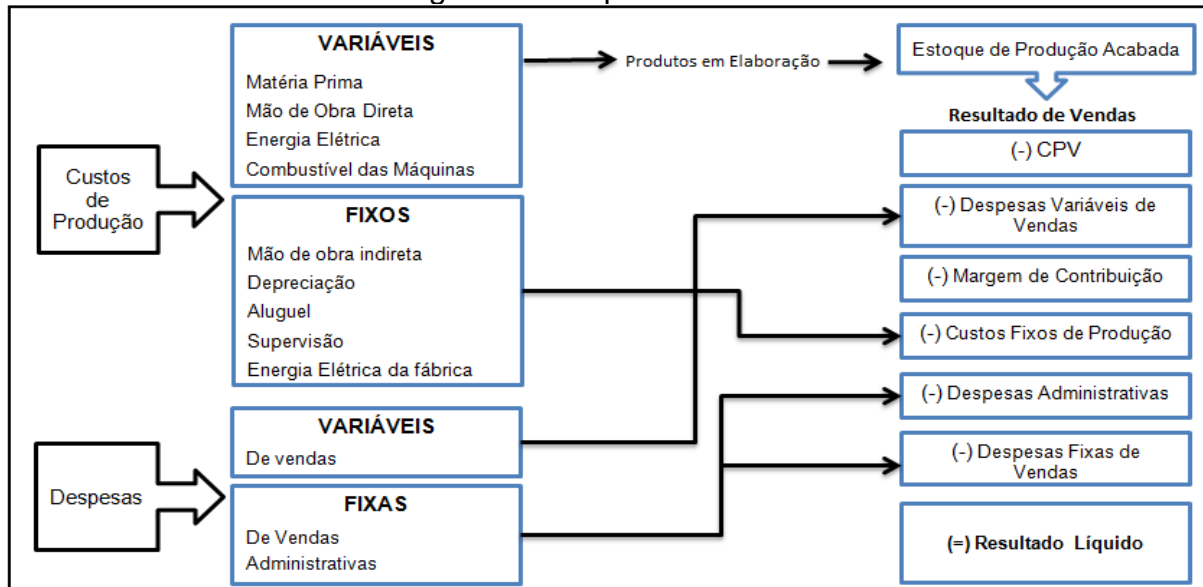 VARIÁVEIS
Matéria Prima
Mão de Obra Direta
Energia Elétrica
Combustível das Máquinas
Produtos em Elaboração
Estoque de Produção Acabada
Resultado de Vendas
(-) CPV
Custos
de
Produção
FIXOS
Mão de obra indireta
Depreciação
Aluguel
Supervisão
Energia Elétrica da fábrica
(-) Despesas Variáveis de
Vendas
(-) Margem de Contribuição
(-) Custos Fixos de Produção
(-) Despesas Administrativas
(-) Despesas Fixas de
Vendas
(=) Resultado Líquido
Despesas
VARIÁVEIS
De vendas
FIXAS
De Vendas
Administrativas